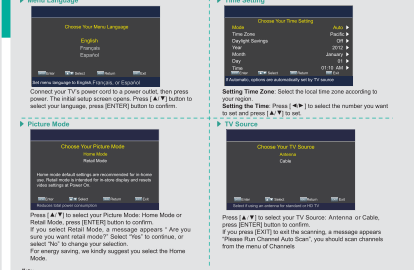 Menu Language
Choose Your Menu Language
English
Français
Español
Enter Select Return Exit
Set menu language to English, Français, or Español
Connect your TV's power cord to a power outlet, then press
power. The initial setup screen opens. Press [▲/▼] button to
select your language, press [ENTER] button to confirm.
Time Setting
Choose Your Time Setting
Mode Auto
Time Zone Pacific
Daylight Savings Off
Year 2012
Month January
Day 01
Time 01:15 AM
Enter Select Return Exit
If Automatic, options are automatically set by TV source
Setting Time Zone: Select the local time zone according to
your region.
Setting the Time: Press [◀/▶] to select the number you want
to set and press [▲/▼] to set.
Picture Mode
Choose Your Picture Mode
Home Mode
Retail Mode
Home mode default settings are recommended for in-home
use. Retail mode is intended for in-store display and resets
video settings at Power On.
Enter Select Return Exit
Reduces total power consumption
Press [▲/▼] to select your Picture Mode: Home Mode or
Retail Mode, press [ENTER] button to confirm.
If you select Retail Mode, a message appears “ Are you
sure you want retail mode?” Select “Yes” to continue, or
select “No” to change your selection.
For energy saving, we kindly suggest you select the Home
Mode.
TV Source
Choose Your TV Source
Antenna
Cable
Enter Select Return Exit
Select if using an antenna for standard or HD TV
Press [▲/▼] to select your TV Source: Antenna or Cable,
press [ENTER] button to confirm.
If you press [EXIT] to exit the scanning, a message appears
“Please Run Channel Auto Scan”, you should scan channels
from the menu of Channels